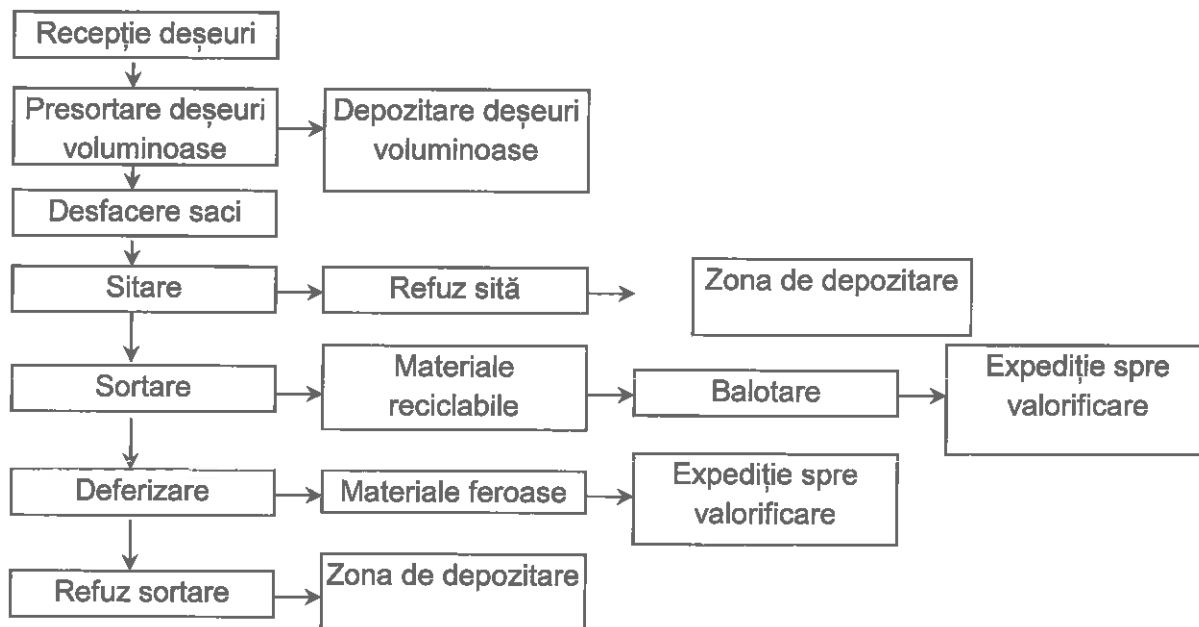 Recepție deșeuri
Presortare deșeuri
voluminoase
Depozitare deșeuri
voluminoase
Desfacere saci
Sitare
Refuz sită
Zona de depozitare
Sortare
Materiale
reciclabile
Balotare
Expediție spre
valorificare
Deferizare
Materiale feroase
Expediție spre
valorificare
Refuz sortare
Zona de depozitare